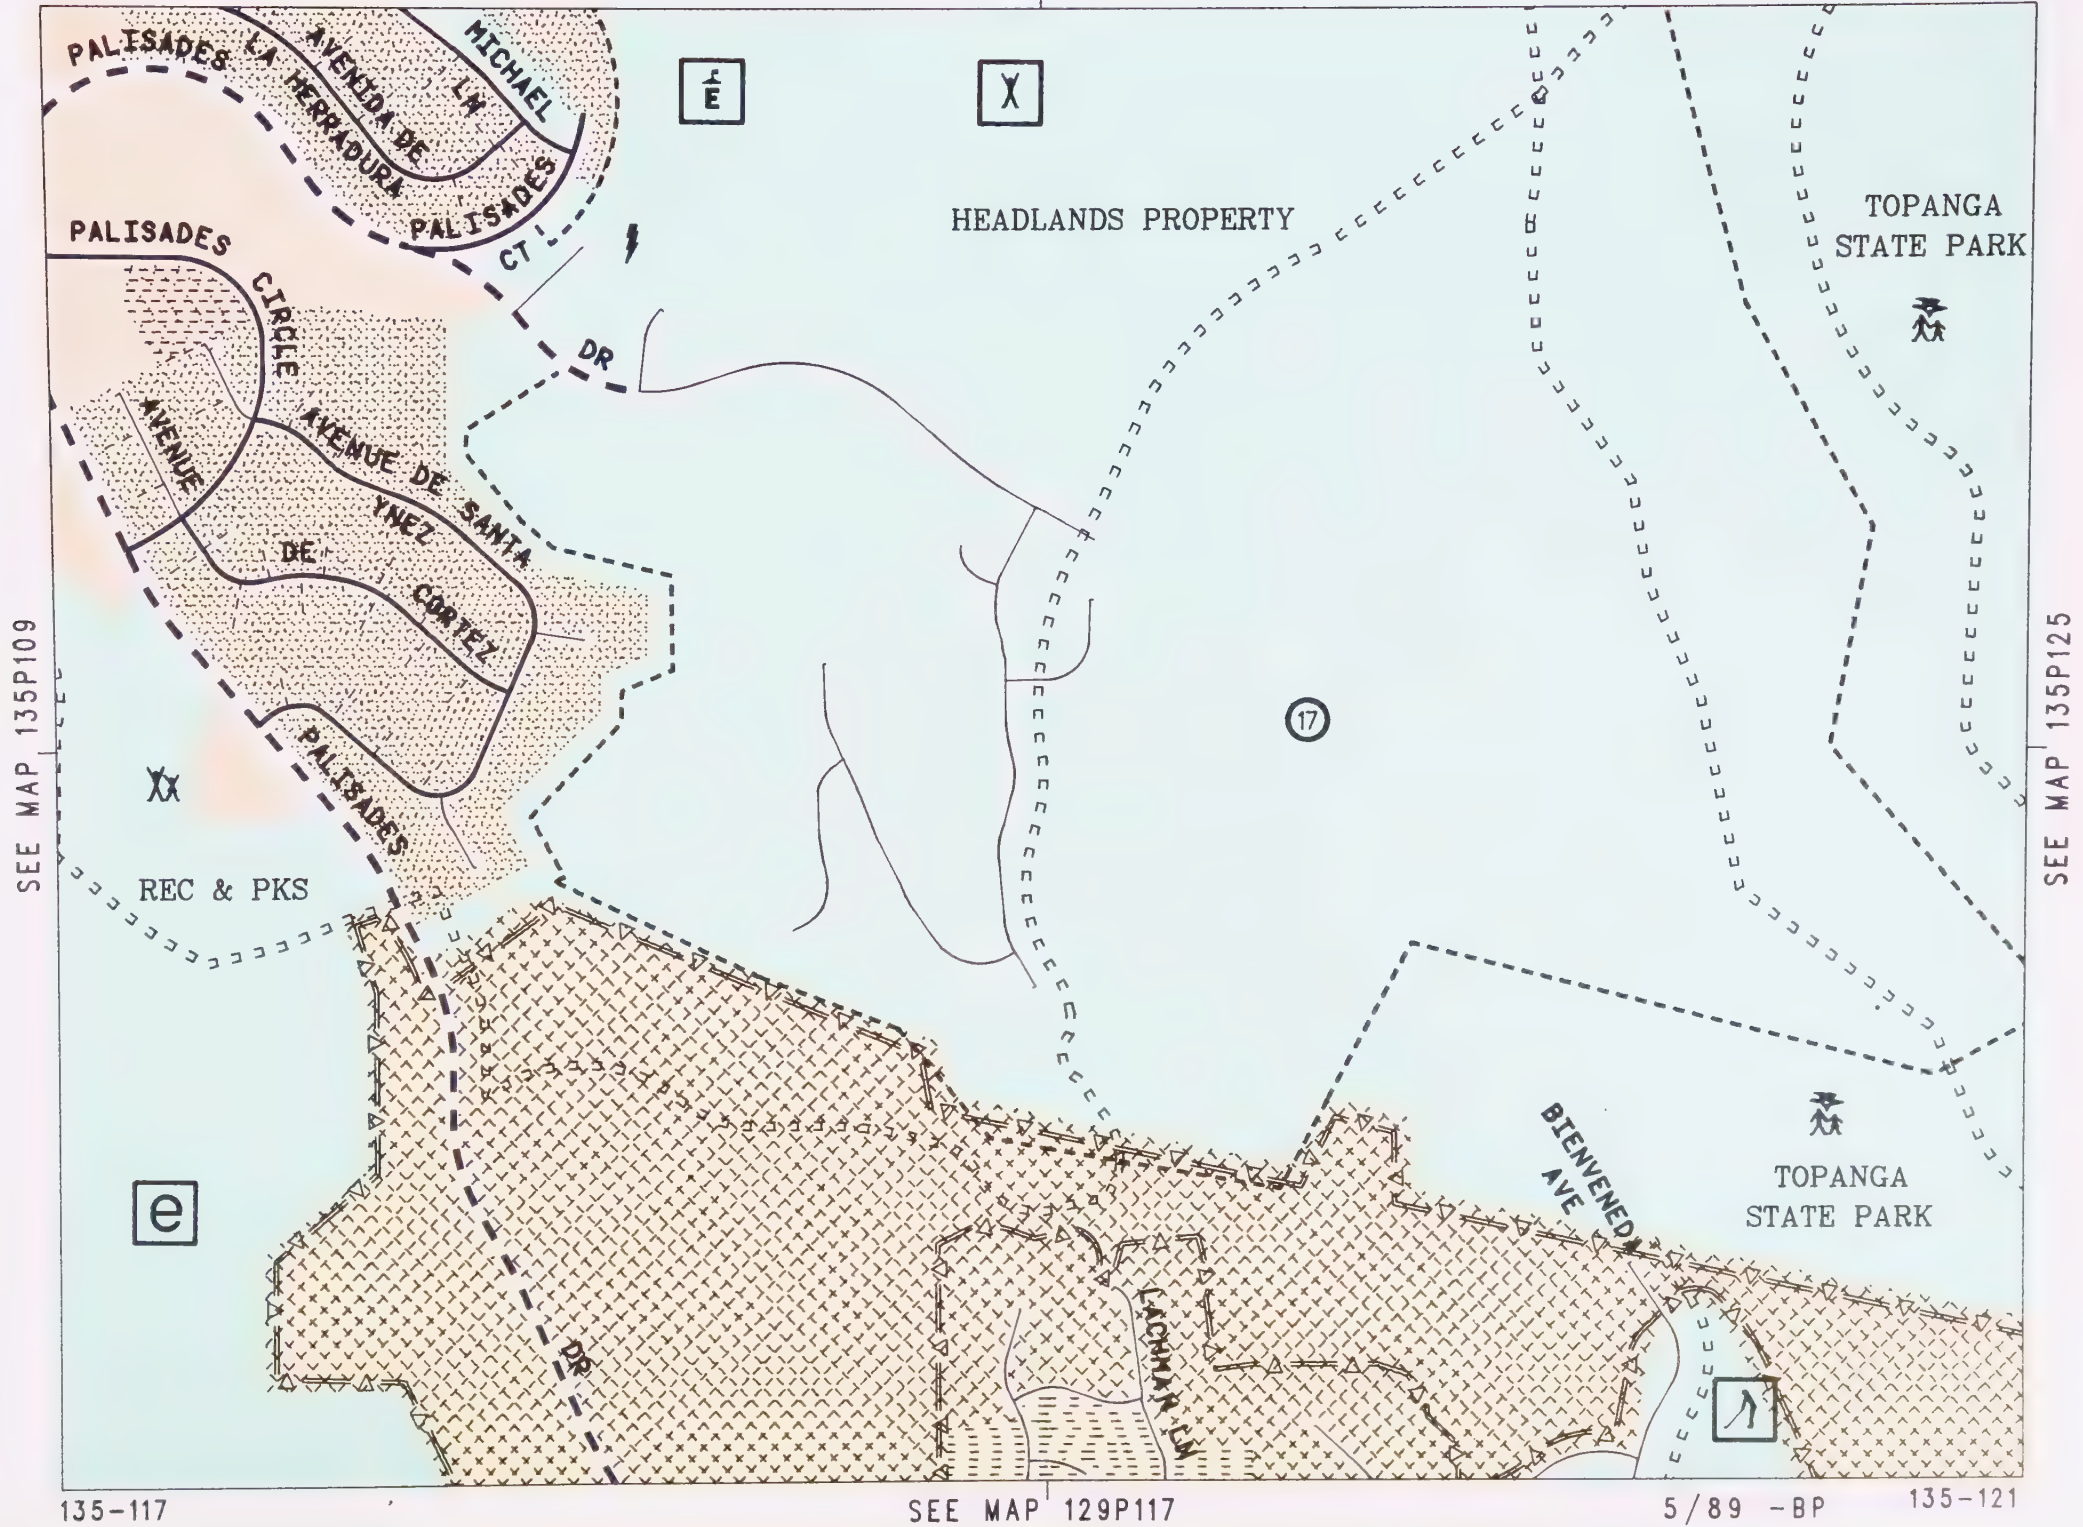 PALISADES
LA HERRADURA
AVENIDA DE
MICHAEL
LN
PALISADES
CT
E
HEADLANDS PROPERTY
TOPANGA
STATE PARK
PALISADES
CIRCLE
DR
AVENUE
DE
CORTEZ
AVENUE DE SANTA
YNEZ
PALISADES
SEE MAP 135P109
SEE MAP 135P125
17
REC & PKS
e
BIENVENEDA
AVE
TOPANGA
STATE PARK
DR
LACHMAN LN
135-117
SEE MAP 129P117
5/89 -BP
135-121